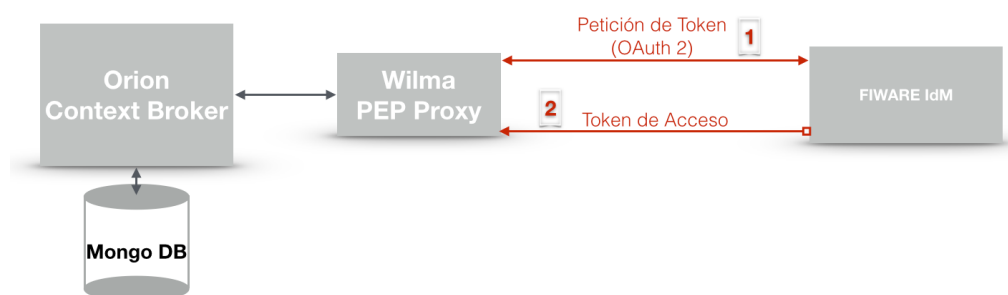 Orion
Context Broker
Mongo DB
Wilma
PEP Proxy
Petición de Token
(OAuth 2)
1
2
Token de Acceso
FIWARE IdM